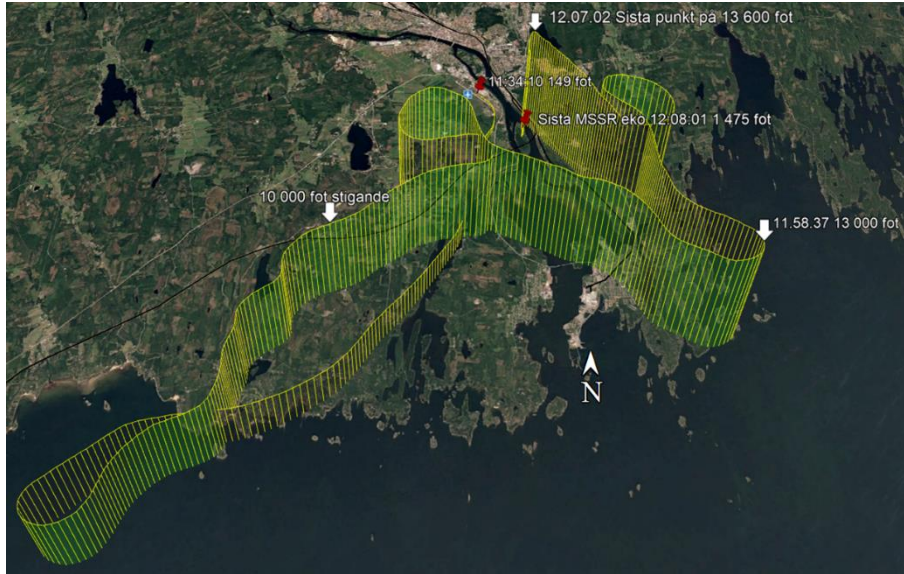 12.07.02 Sista punkt på 13 600 fot
11:34:10 149 fot
Sista MSSR eko 12:08:01 1 475 fot
10 000 fot stigande
11.58.37 13 000 fot
N